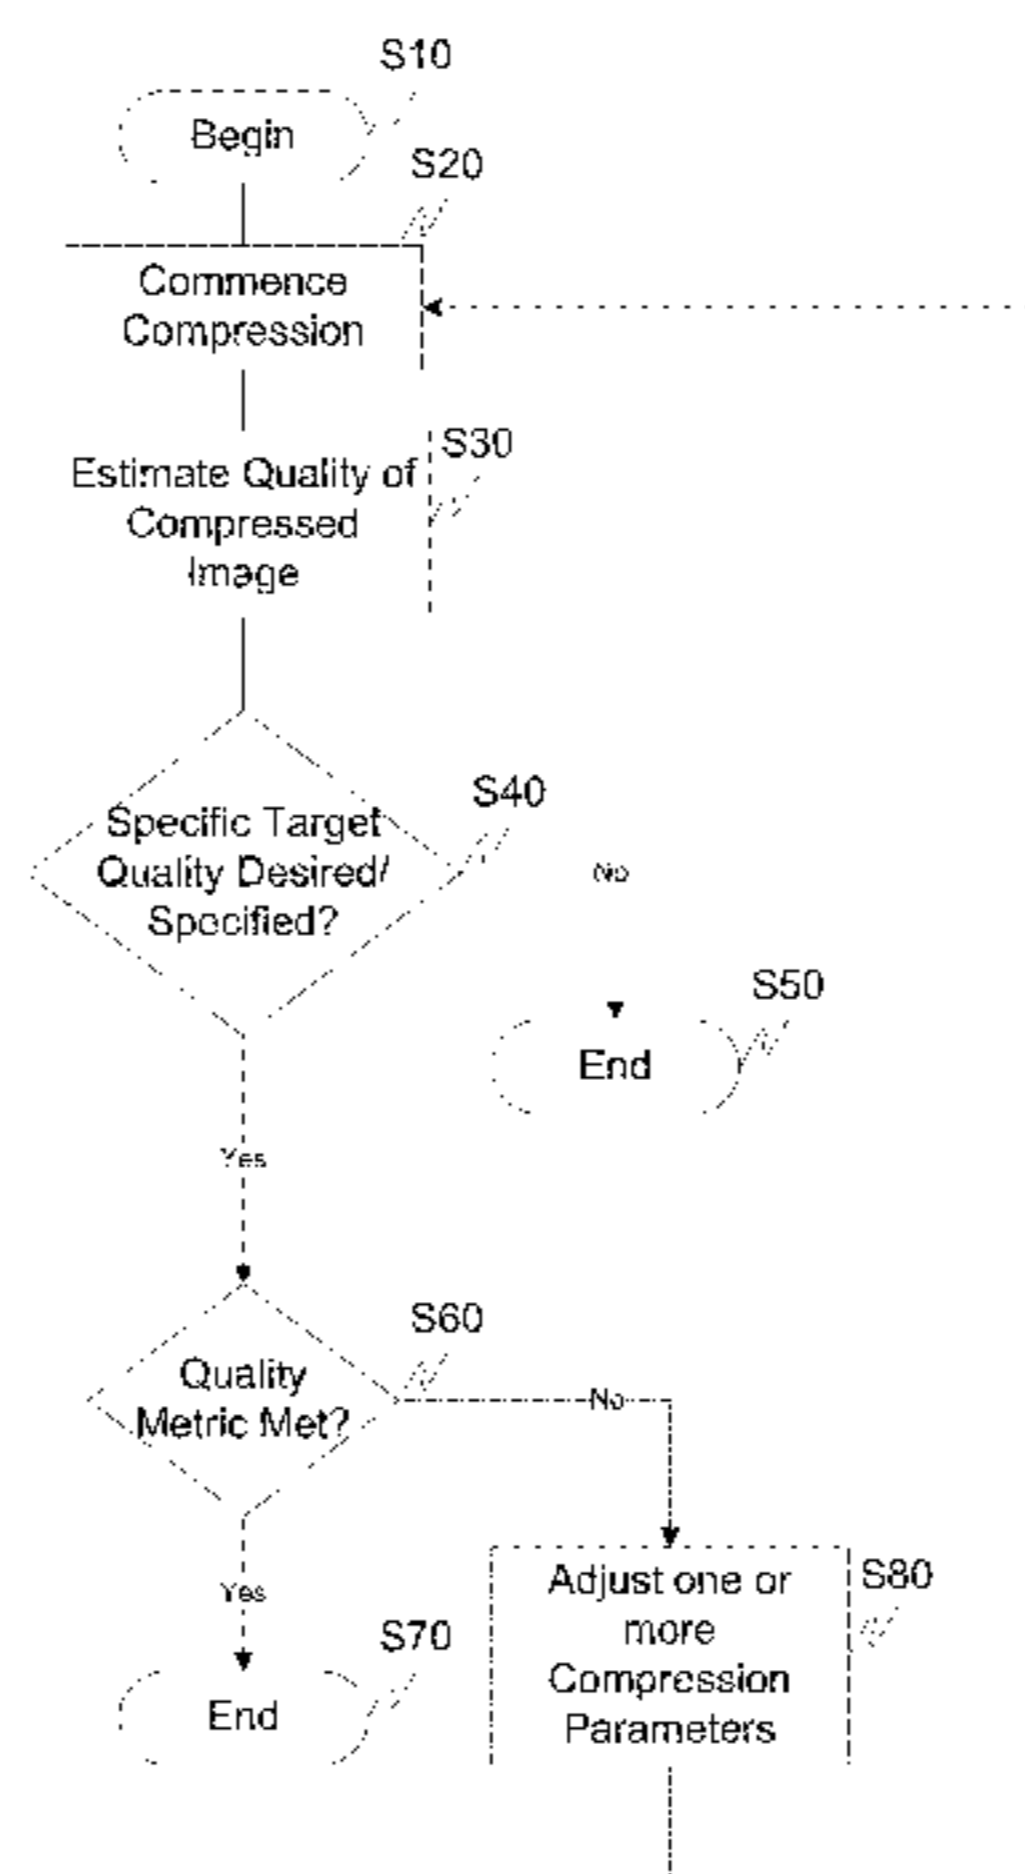 S10
Begin
S20
Commence
Compression
S30
Estimate Quality of
Compressed
Image
S40
Specific Target
Quality Desired/
Specified?
No
S50
End
Yes
S60
Quality
Metric Met?
No
Yes
S80
Adjust one or
more
Compression
Parameters
S70
End